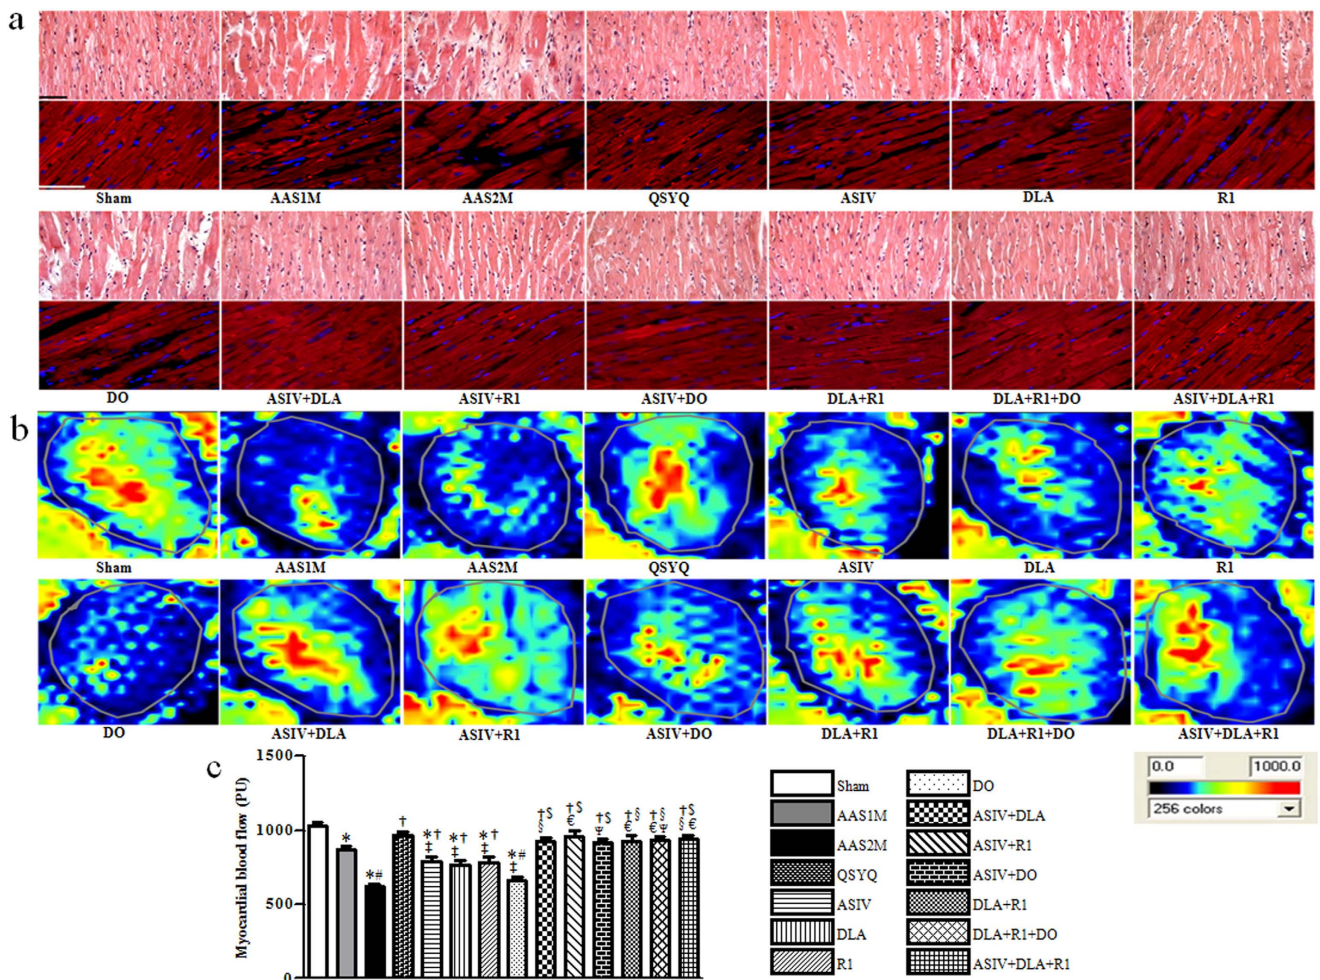 a
Sham AAS1M AAS2M QSYQ ASIV DLA R1
DO ASIV+DLA ASIV+R1 ASIV+DO DLA+R1 DLA+R1+DO ASIV+DLA+R1
b
Sham AAS1M AAS2M QSYQ ASIV DLA R1
DO ASIV+DLA ASIV+R1 ASIV+DO DLA+R1 DLA+R1+DO ASIV+DLA+R1
c
Myocardial blood flow (PU)
1500
1000
500
0
*
*#
†
*†
‡
*†
‡
*†
‡
*#
‡
†$
§
†$
€
†$
Ψ
†§
€
†§
€Ψ
†$
§€
Sham DO
AAS1M ASIV+DLA
AAS2M ASIV+R1
QSYQ ASIV+DO
ASIV DLA+R1
DLA DLA+R1+DO
R1 ASIV+DLA+R1
0.0 1000.0
256 colors